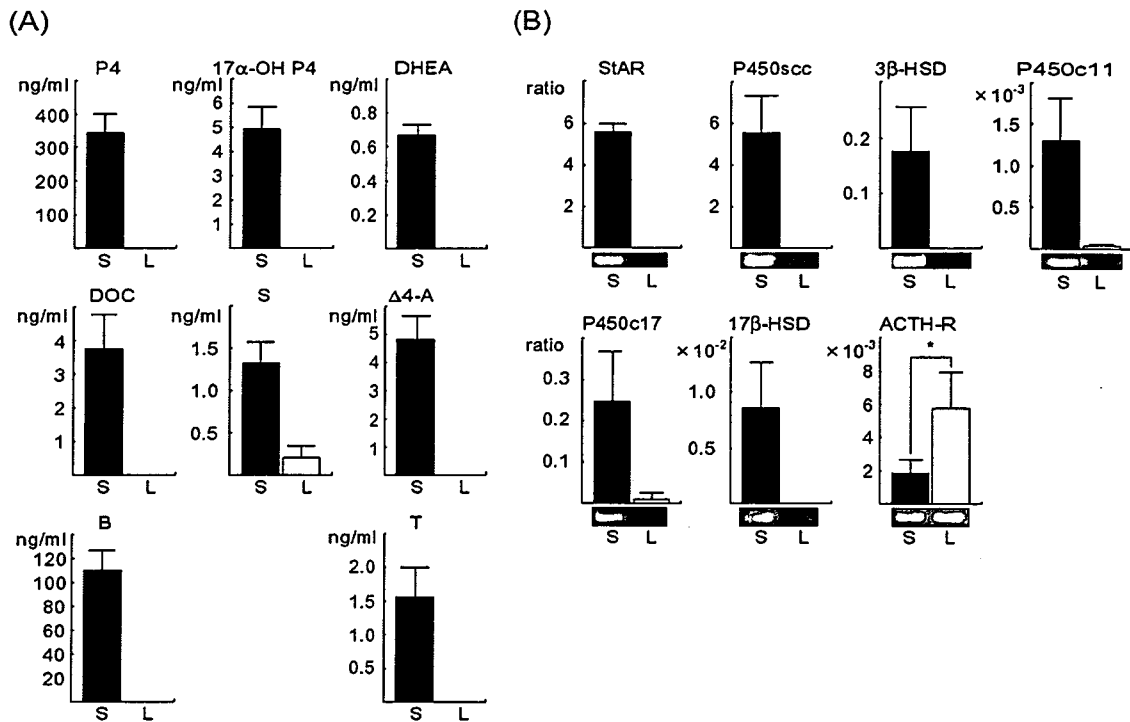 (A)
P4
ng/ml
400
300
200
100
S L
17α-OH P4
ng/ml
6
5
4
3
2
1
S L
DHEA
ng/ml
0.8
0.6
0.4
0.2
S L
DOC
ng/ml
4
3
2
1
S L
S
ng/ml
1.5
1.0
0.5
S L
Δ4-A
ng/ml
5
4
3
2
1
S L
B
ng/ml
120
100
80
60
40
20
S L
T
ng/ml
2.0
1.5
1.0
0.5
S L
(B)
StAR
ratio
6
4
2
S L
P450scc
6
4
2
S L
3β-HSD
0.2
0.1
S L
P450c11
× 10-3
1.5
1.0
0.5
S L
P450c17
ratio
0.3
0.2
0.1
S L
17β-HSD
× 10-2
1.0
0.5
S L
ACTH-R
× 10-3
*
8
6
4
2
S L